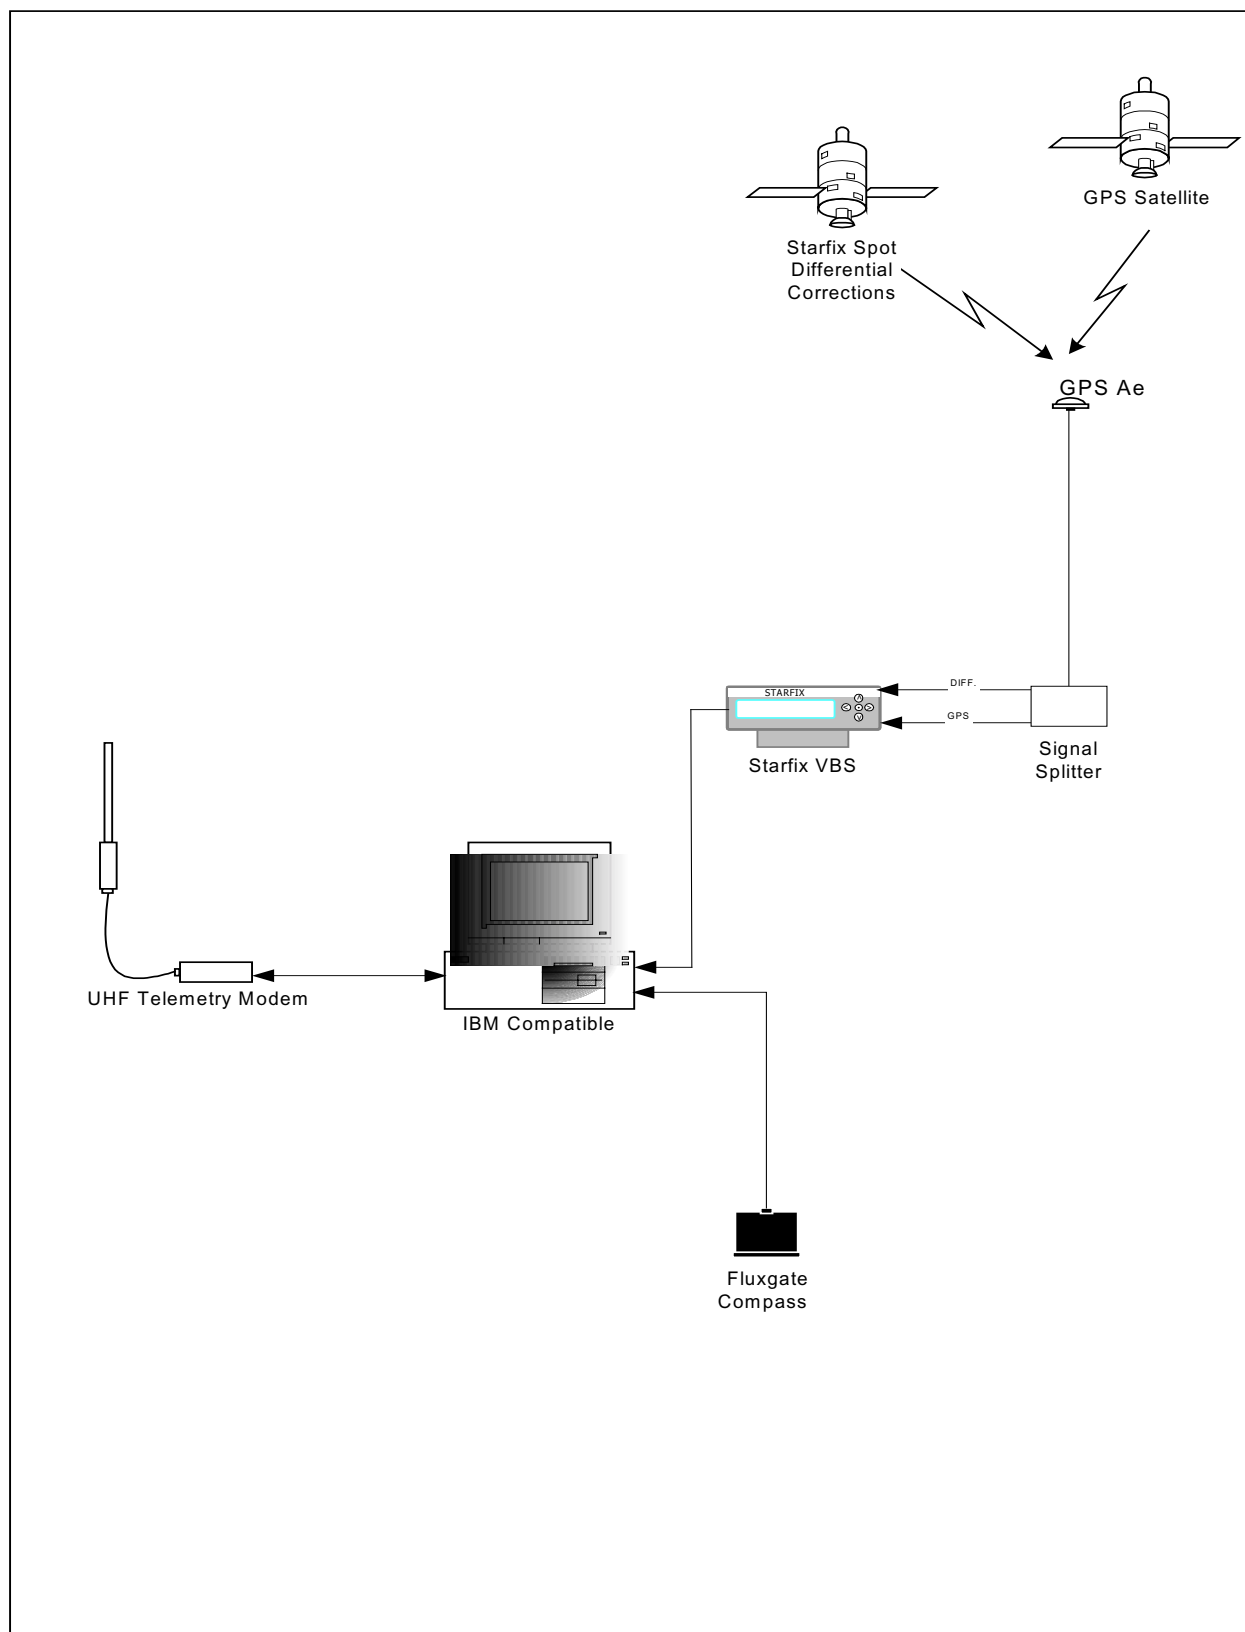 GPS Satellite
Starfix Spot
Differential
Corrections
GPS Ae
DIFF.
STARFIX
GPS
Signal
Splitter
Starfix VBS
UHF Telemetry Modem
IBM Compatible
Fluxgate
Compass